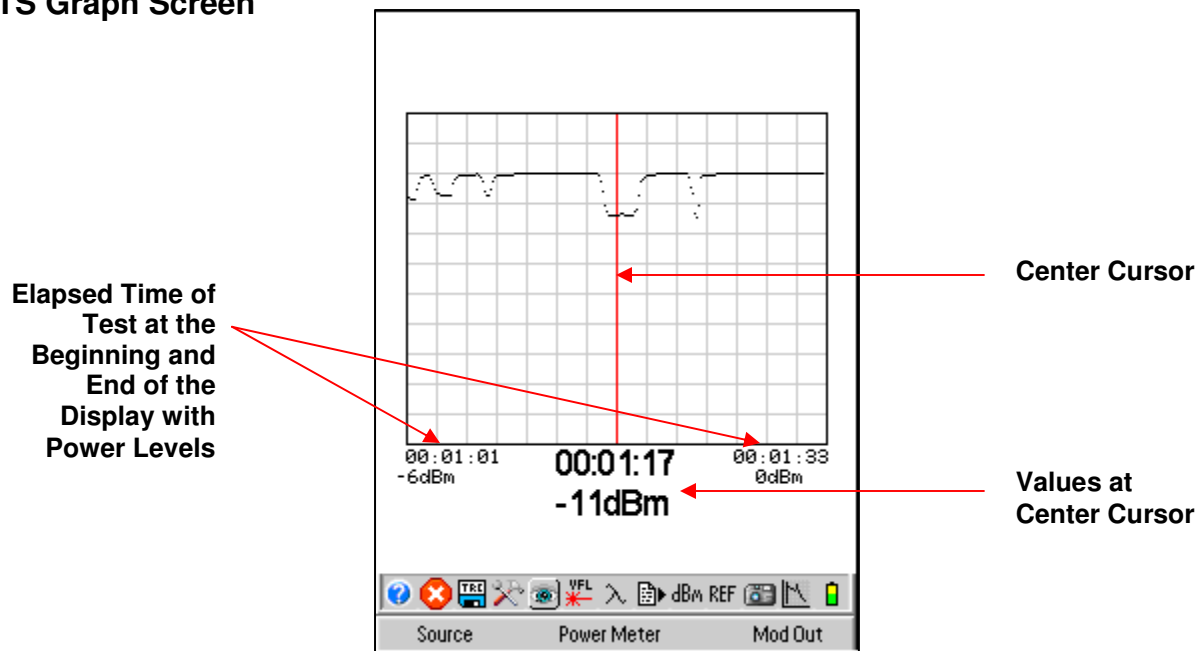 TS Graph Screen
Elapsed Time of
Test at the
Beginning and
End of the
Display with
Power Levels
Center Cursor
Values at
Center Cursor
00:01:01
-6dBm
00:01:17
-11dBm
00:01:33
0dBm
TRC
VFL
λ
dBm REF
Source Power Meter Mod Out